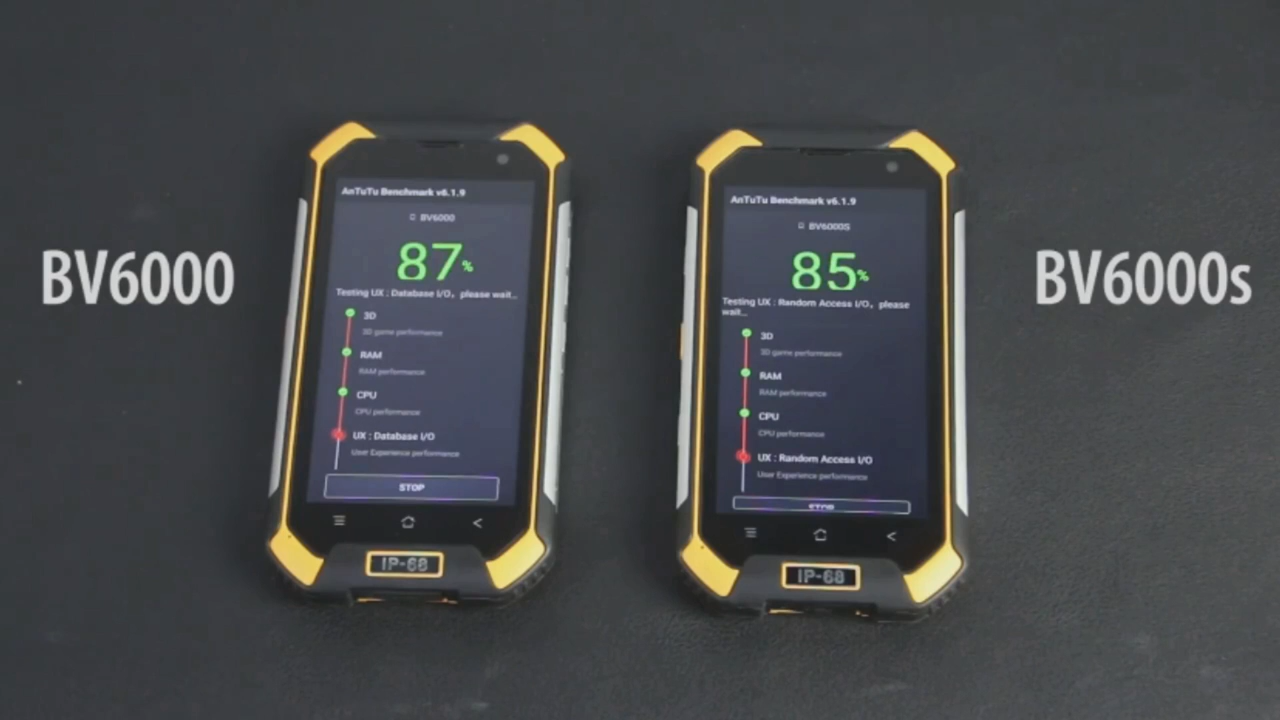 BV6000
AnTuTu Benchmark v6.1.9
BV6000
87%
Testing UX : Database I/O, please wait...
3D
3D game performance
RAM
RAM performance
CPU
CPU performance
UX : Database I/O
User Experience performance
STOP
IP-68
AnTuTu Benchmark v6.1.9
BV6000S
85%
Testing UX : Random Access I/O, please
wait...
3D
3D game performance
RAM
RAM performance
CPU
CPU performance
UX : Random Access I/O
User Experience performance
STOP
IP-68
BV6000s